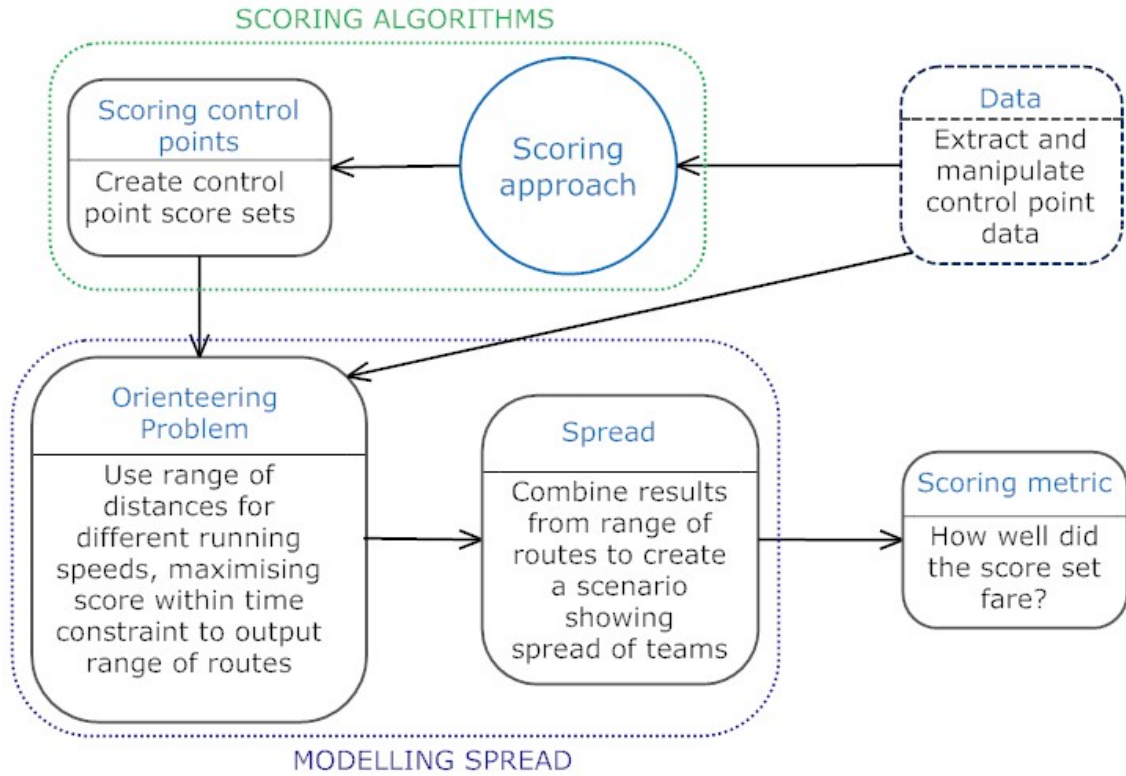 SCORING ALGORITHMS
Scoring control
points
Create control
point score sets
Scoring
approach
Data
Extract and
manipulate
control point
data
Orienteering
Problem
Use range of
distances for
different running
speeds, maximising
score within time
constraint to output
range of routes
Spread
Combine results
from range of
routes to create
a scenario
showing
spread of teams
Scoring metric
How well did
the score set
fare?
MODELLING SPREAD